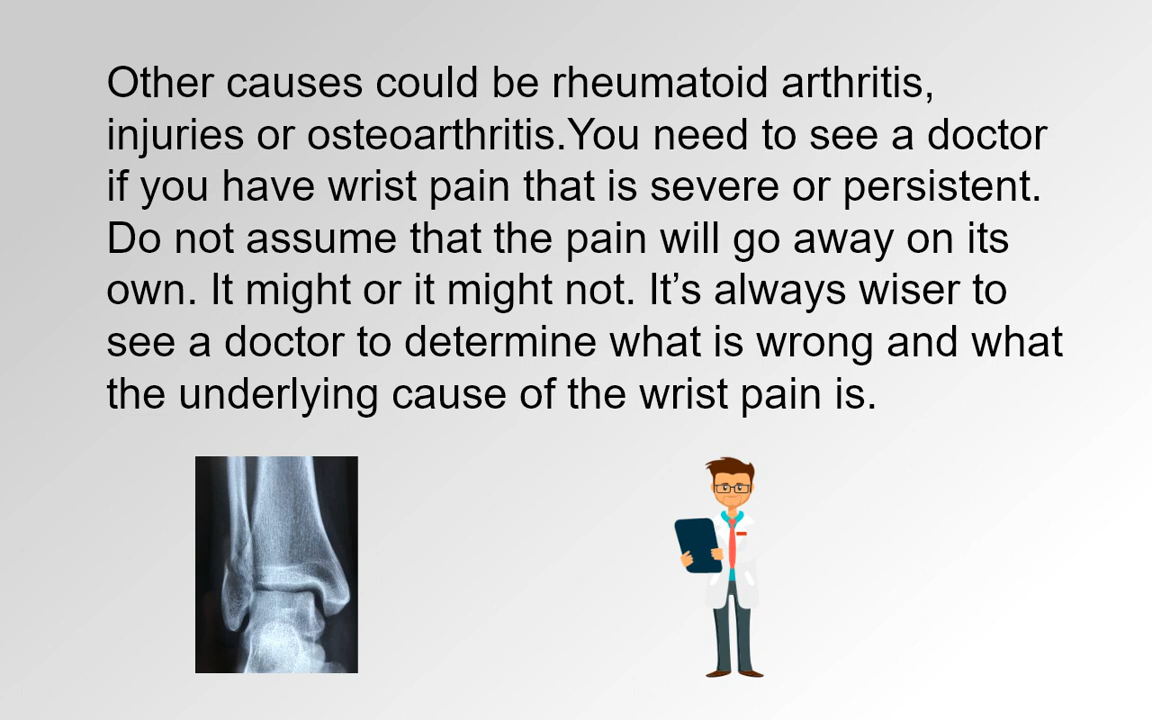 Other causes could be rheumatoid arthritis,
injuries or osteoarthritis.You need to see a doctor
if you have wrist pain that is severe or persistent.
Do not assume that the pain will go away on its
own. It might or it might not. It’s always wiser to
see a doctor to determine what is wrong and what
the underlying cause of the wrist pain is.